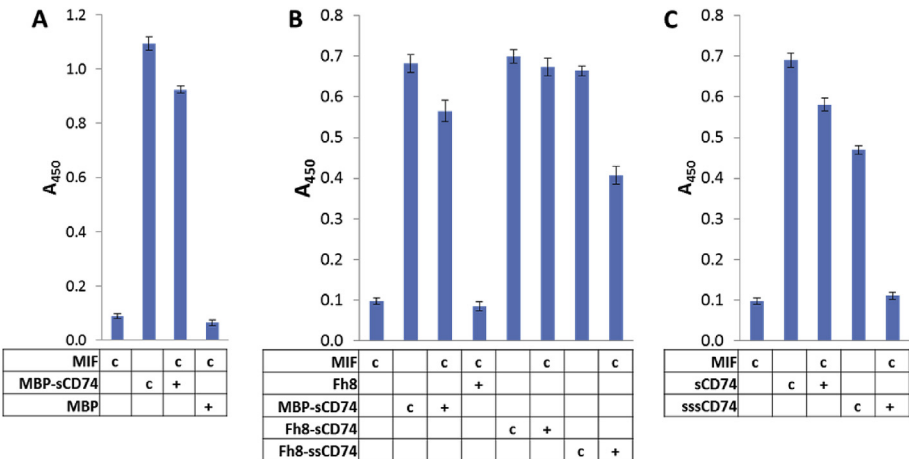 A
1.2
1.0
0.8
0.6
0.4
0.2
0.0
A450
MIF c c c
MBP-sCD74 c +
MBP +
B
0.8
0.7
0.6
0.5
0.4
0.3
0.2
0.1
0.0
A450
MIF c c c c c
Fh8 +
MBP-sCD74 c +
Fh8-sCD74 c +
Fh8-ssCD74 c +
C
0.8
0.7
0.6
0.5
0.4
0.3
0.2
0.1
0.0
A450
MIF c c c
sCD74 c +
sssCD74 c +